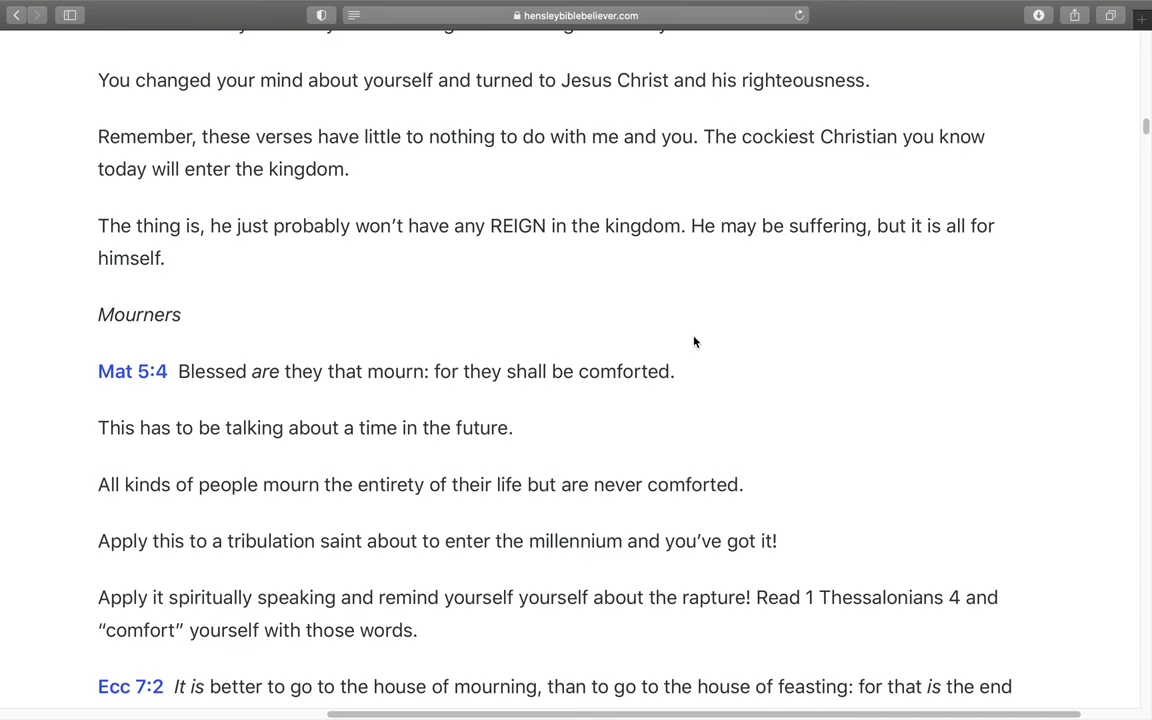 hensleybiblebeliever.com
You changed your mind about yourself and turned to Jesus Christ and his righteousness.
Remember, these verses have little to nothing to do with me and you. The cockiest Christian you know
today will enter the kingdom.
The thing is, he just probably won’t have any REIGN in the kingdom. He may be suffering, but it is all for
himself.
Mourners
Mat 5:4 Blessed are they that mourn: for they shall be comforted.
This has to be talking about a time in the future.
All kinds of people mourn the entirety of their life but are never comforted.
Apply this to a tribulation saint about to enter the millennium and you’ve got it!
Apply it spiritually speaking and remind yourself yourself about the rapture! Read 1 Thessalonians 4 and
“comfort” yourself with those words.
Ecc 7:2 It is better to go to the house of mourning, than to go to the house of feasting: for that is the end